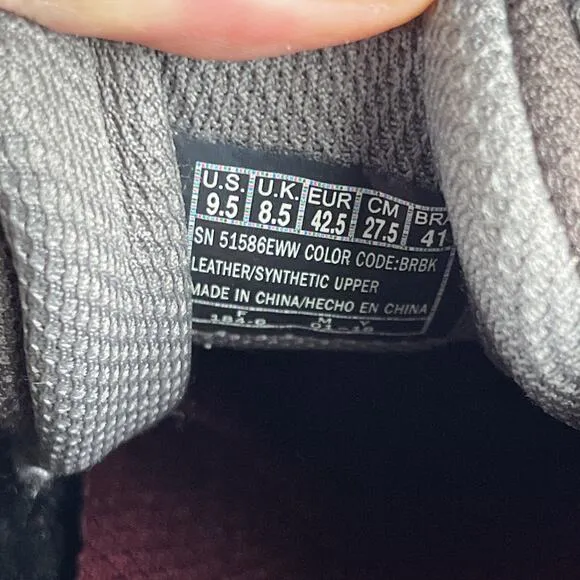 U.S. U.K. EUR CM BRA
9.5 8.5 42.5 27.5 41
SN 51586EWW COLOR CODE:BRBK
LEATHER/SYNTHETIC UPPER
MADE IN CHINA/HECHO EN CHINA